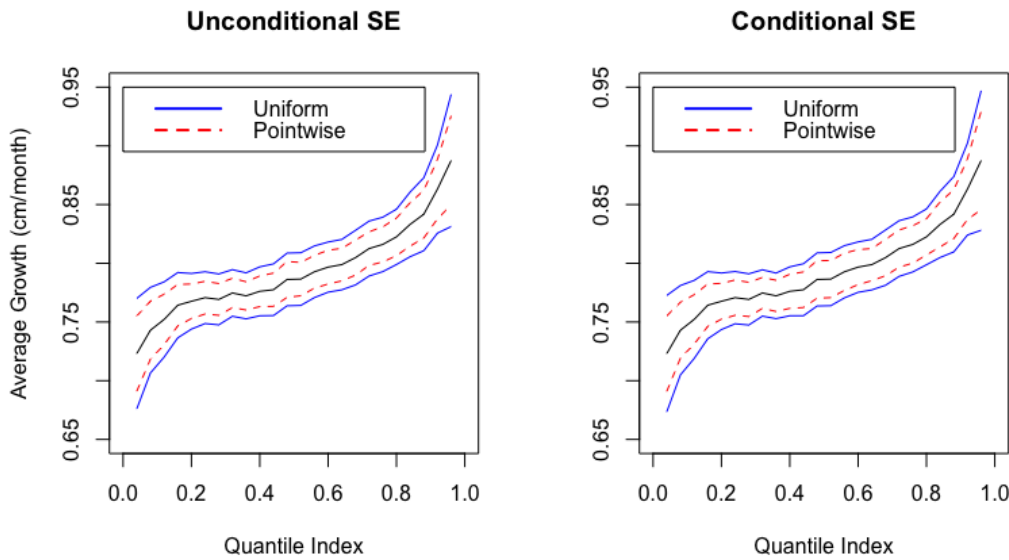 Unconditional SE
Average Growth (cm/month)
0.95
0.85
0.75
0.65
Uniform
Pointwise
0.0 0.2 0.4 0.6 0.8 1.0
Quantile Index
Conditional SE
0.95
0.85
0.75
0.65
Uniform
Pointwise
0.0 0.2 0.4 0.6 0.8 1.0
Quantile Index